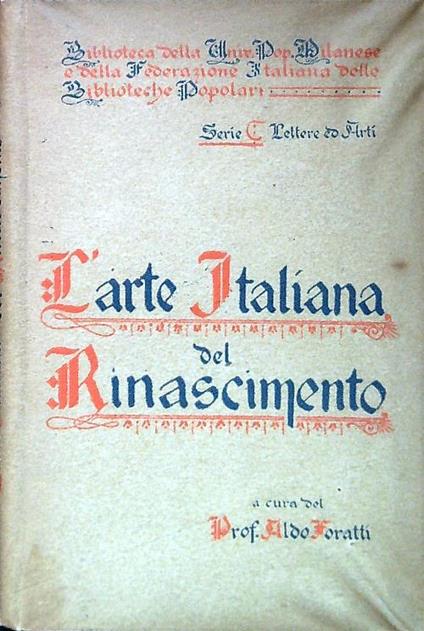 Biblioteca della Univ. Pop. Milanese
e della Federazione Italiana delle
Biblioteche Popolari
Serie C Lettere ed Arti
L'arte Italiana
del
Rinascimento
a cura del
Prof. Aldo Foratti